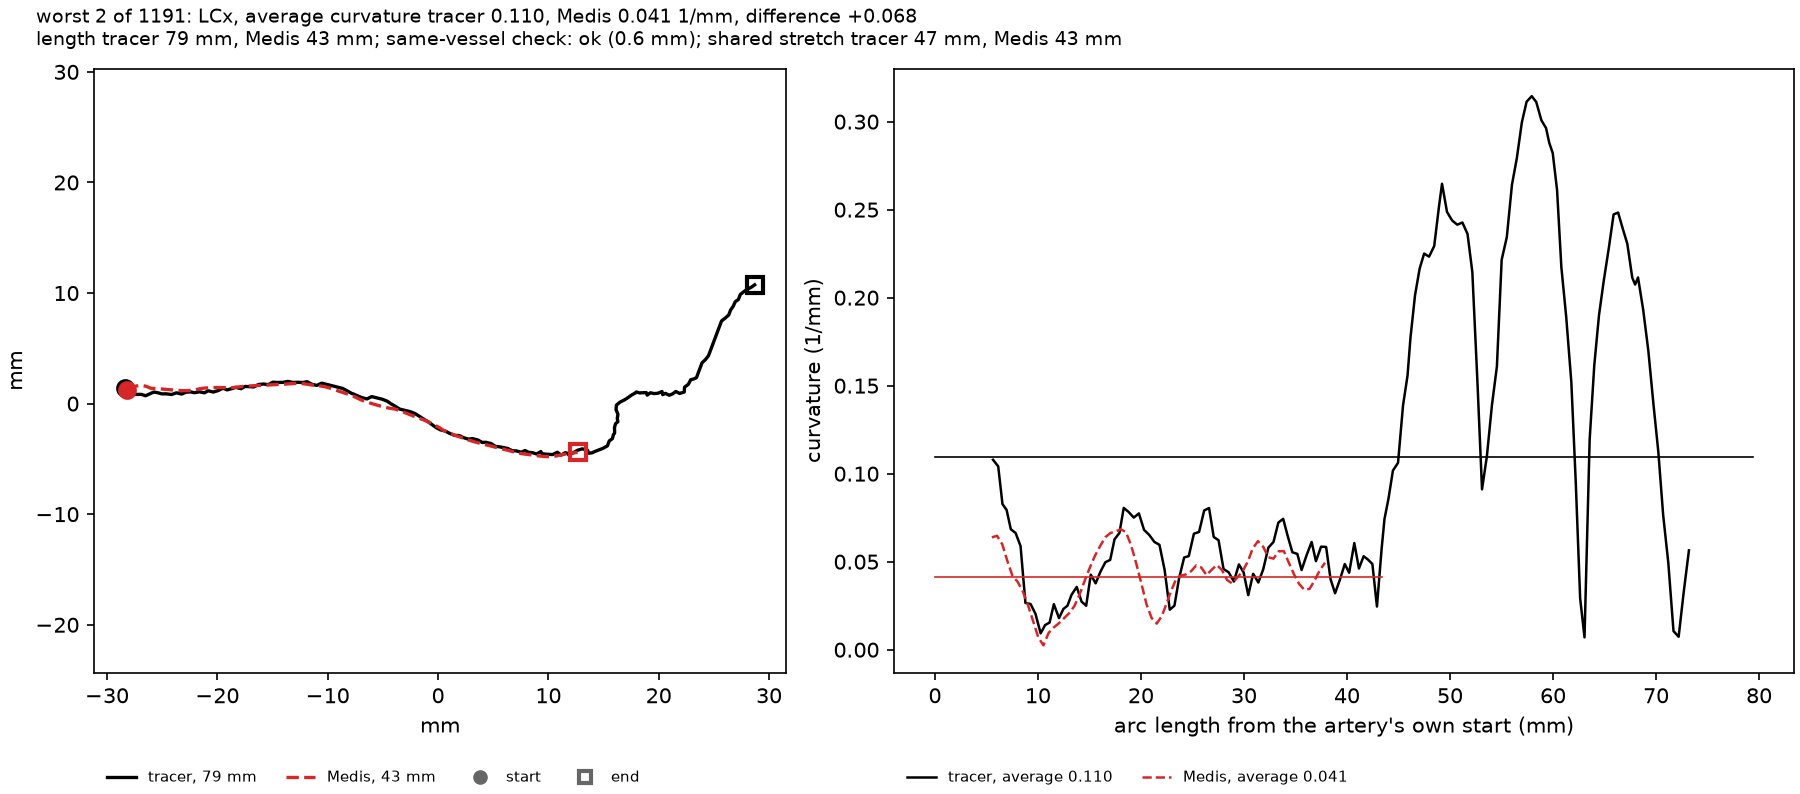 worst 2 of 1191: LCx, average curvature tracer 0.110, Medis 0.041 1/mm, difference +0.068
length tracer 79 mm, Medis 43 mm; same-vessel check: ok (0.6 mm); shared stretch tracer 47 mm, Medis 43 mm
30
20
10
0
−10
−20
mm
−30
−20
−10
0
10
20
30
mm
tracer, 79 mm
Medis, 43 mm
start
end
0.30
0.25
0.20
0.15
0.10
0.05
0.00
curvature (1/mm)
0
10
20
30
40
50
60
70
80
arc length from the artery's own start (mm)
tracer, average 0.110
Medis, average 0.041